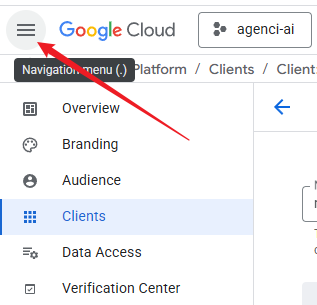 Google Cloud
agenci-ai
Navigation menu (.)
Platform / Clients / Client
Overview
Branding
Audience
Clients
Data Access
Verification Center